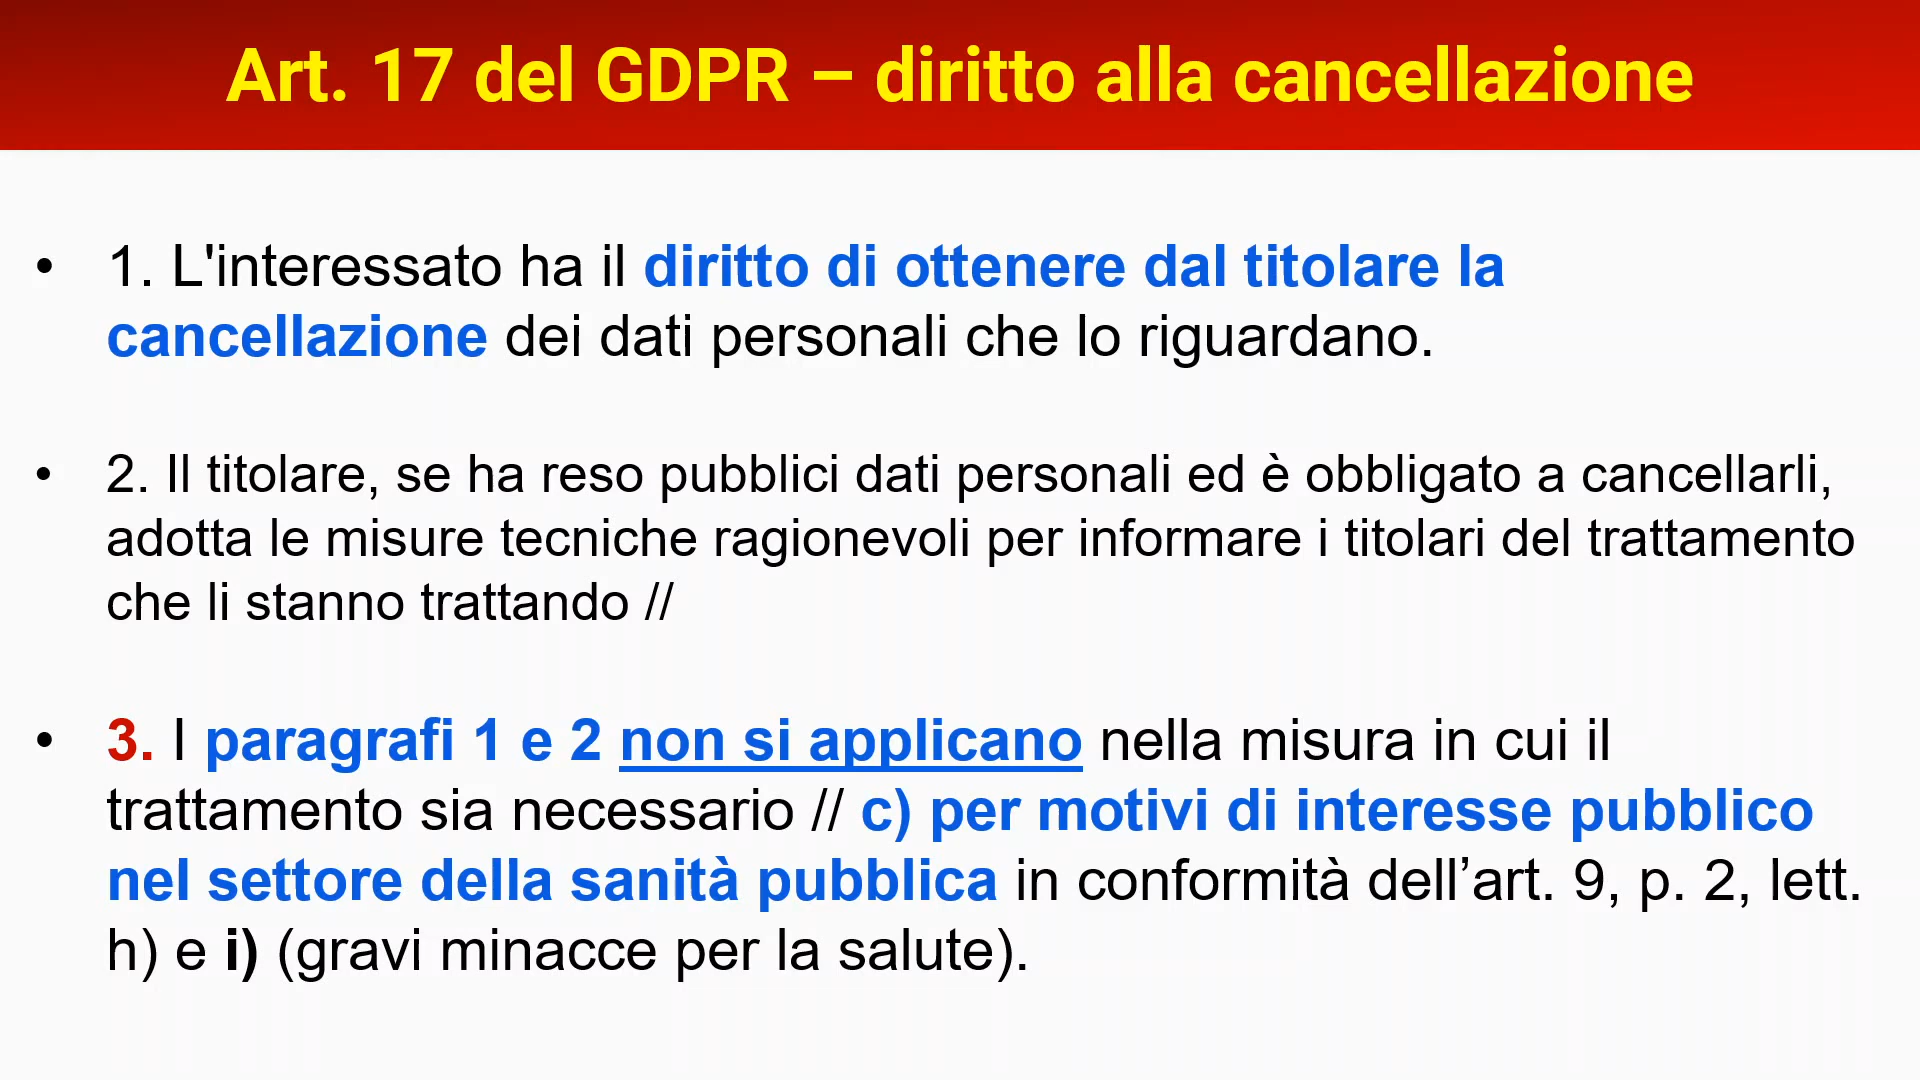 Art. 17 del GDPR – diritto alla cancellazione
• 1. L'interessato ha il diritto di ottenere dal titolare la
cancellazione dei dati personali che lo riguardano.
• 2. Il titolare, se ha reso pubblici dati personali ed è obbligato a cancellarli,
adotta le misure tecniche ragionevoli per informare i titolari del trattamento
che li stanno trattando //
• 3. I paragrafi 1 e 2 non si applicano nella misura in cui il
trattamento sia necessario // c) per motivi di interesse pubblico
nel settore della sanità pubblica in conformità dell’art. 9, p. 2, lett.
h) e i) (gravi minacce per la salute).